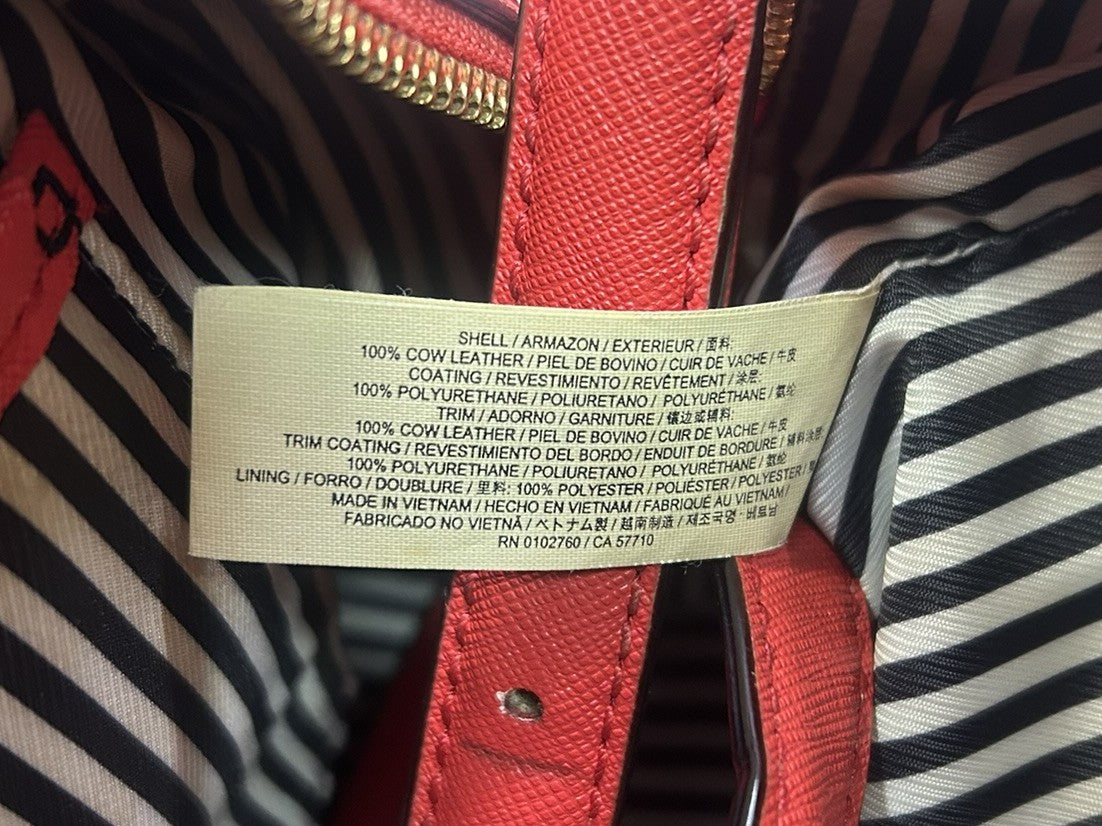 SHELL / ARMAZON / EXTERIEUR / 面料:
100% COW LEATHER / PIEL DE BOVINO / CUIR DE VACHE / 牛皮
COATING / REVESTIMIENTO / REVÊTEMENT / 涂层:
100% POLYURETHANE / POLIURETANO / POLYURÉTHANE / 氨纶
TRIM / ADORNO / GARNITURE / 镶边或辅料:
100% COW LEATHER / PIEL DE BOVINO / CUIR DE VACHE / 牛皮
TRIM COATING / REVESTIMIENTO DEL BORDO / ENDUIT DE BORDURE / 辅料涂层:
100% POLYURETHANE / POLIURETANO / POLYURÉTHANE / 氨纶
LINING / FORRO / DOUBLURE / 里料: 100% POLYESTER / POLIÉSTER / POLYESTER /
MADE IN VIETNAM / HECHO EN VIETNAM / FABRIQUÉ AU VIETNAM /
FABRICADO NO VIETNÃ / ベトナム製 / 越南制造 / 제조국명 · 베트남
RN 0102760 / CA 57710